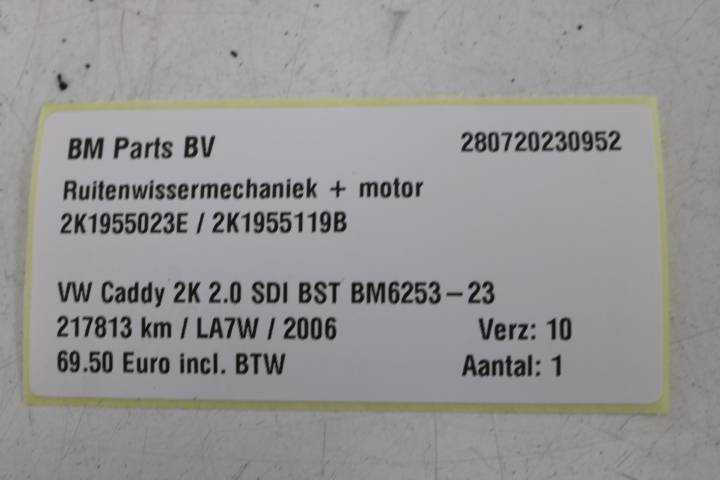 BM Parts BV 280720230952
Ruitenwissermechaniek + motor
2K1955023E / 2K1955119B
VW Caddy 2K 2.0 SDI BST BM6253-23
217813 km / LA7W / 2006 Verz: 10
69.50 Euro incl. BTW Aantal: 1